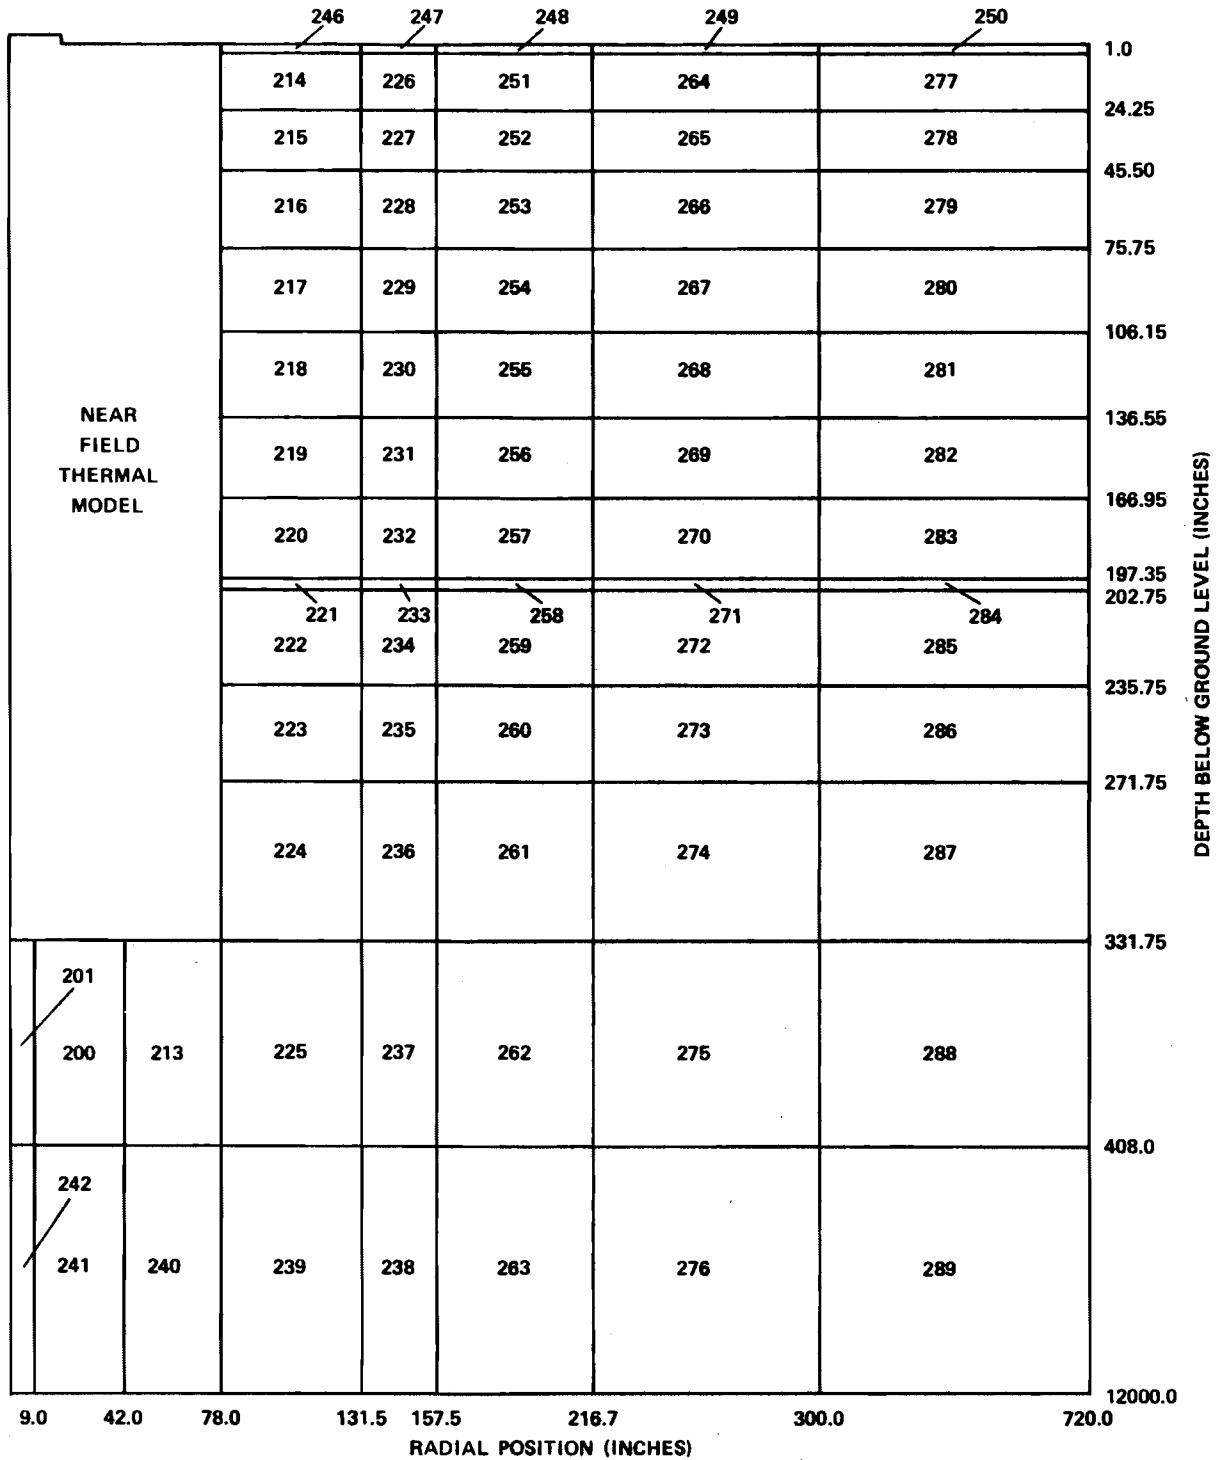 246 247 248 249 250
1.0
214 226 251 264 277
24.25
215 227 252 265 278
45.50
216 228 253 266 279
75.75
217 229 254 267 280
106.15
218 230 255 268 281
NEAR
FIELD
THERMAL
MODEL
136.55
219 231 256 269 282
166.95
220 232 257 270 283
197.35
202.75
221 233 258 271 284
222 234 259 272 285
235.75
223 235 260 273 286
271.75
224 236 261 274 287
331.75
201
200 213 225 237 262 275 288
408.0
242
241 240 239 238 263 276 289
12000.0
9.0 42.0 78.0 131.5 157.5 216.7 300.0 720.0
RADIAL POSITION (INCHES)
DEPTH BELOW GROUND LEVEL (INCHES)